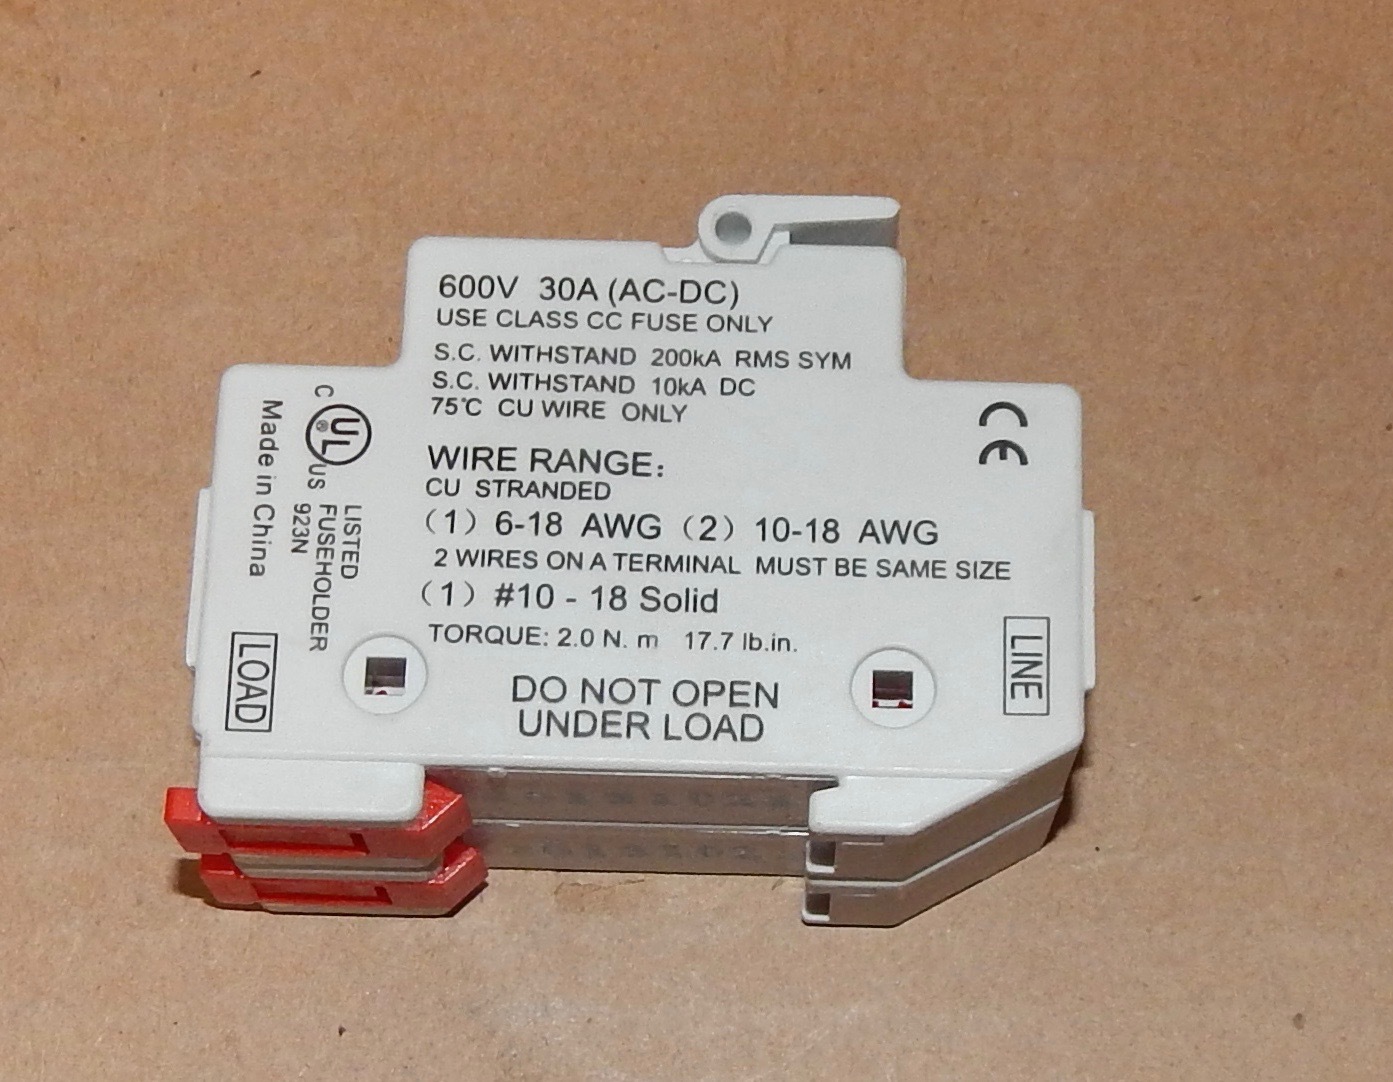 600V 30A (AC-DC)
USE CLASS CC FUSE ONLY
S.C. WITHSTAND 200kA RMS SYM
S.C. WITHSTAND 10kA DC
75℃ CU WIRE ONLY
WIRE RANGE:
CU STRANDED
(1) 6-18 AWG (2) 10-18 AWG
2 WIRES ON A TERMINAL MUST BE SAME SIZE
(1) #10 - 18 Solid
TORQUE: 2.0 N. m 17.7 lb.in.
DO NOT OPEN
UNDER LOAD
C UL ® US
LISTED
FUSEHOLDER
923N
Made in China
LOAD
CE
LINE